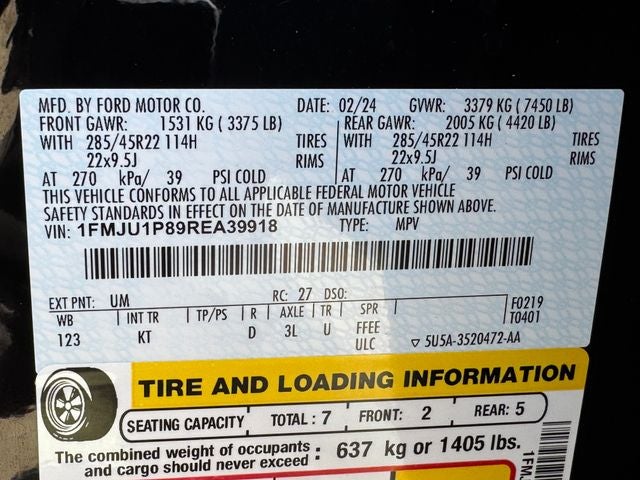 MFD. BY FORD MOTOR CO. DATE: 02/24 GVWR: 3379 KG ( 7450 LB)
FRONT GAWR: 1531 KG ( 3375 LB) REAR GAWR: 2005 KG ( 4420 LB)
WITH 285/45R22 114H TIRES WITH 285/45R22 114H TIRES
22x9.5J RIMS 22x9.5J RIMS
AT 270 kPa/ 39 PSI COLD AT 270 kPa/ 39 PSI COLD
THIS VEHICLE CONFORMS TO ALL APPLICABLE FEDERAL MOTOR VEHICLE
SAFETY STANDARDS IN EFFECT ON THE DATE OF MANUFACTURE SHOWN ABOVE.
VIN: 1FMJU1P89REA39918 TYPE: MPV
EXT PNT: UM RC: 27 DSO: F0219
WB INT TR TP/PS R AXLE TR SPR T0401
123 KT D 3L U FFEE
ULC ▽ 5U5A-3520472-AA
TIRE AND LOADING INFORMATION
SEATING CAPACITY TOTAL : 7 FRONT: 2 REAR: 5
The combined weight of occupants
and cargo should never exceed : 637 kg or 1405 lbs.
1FMJ